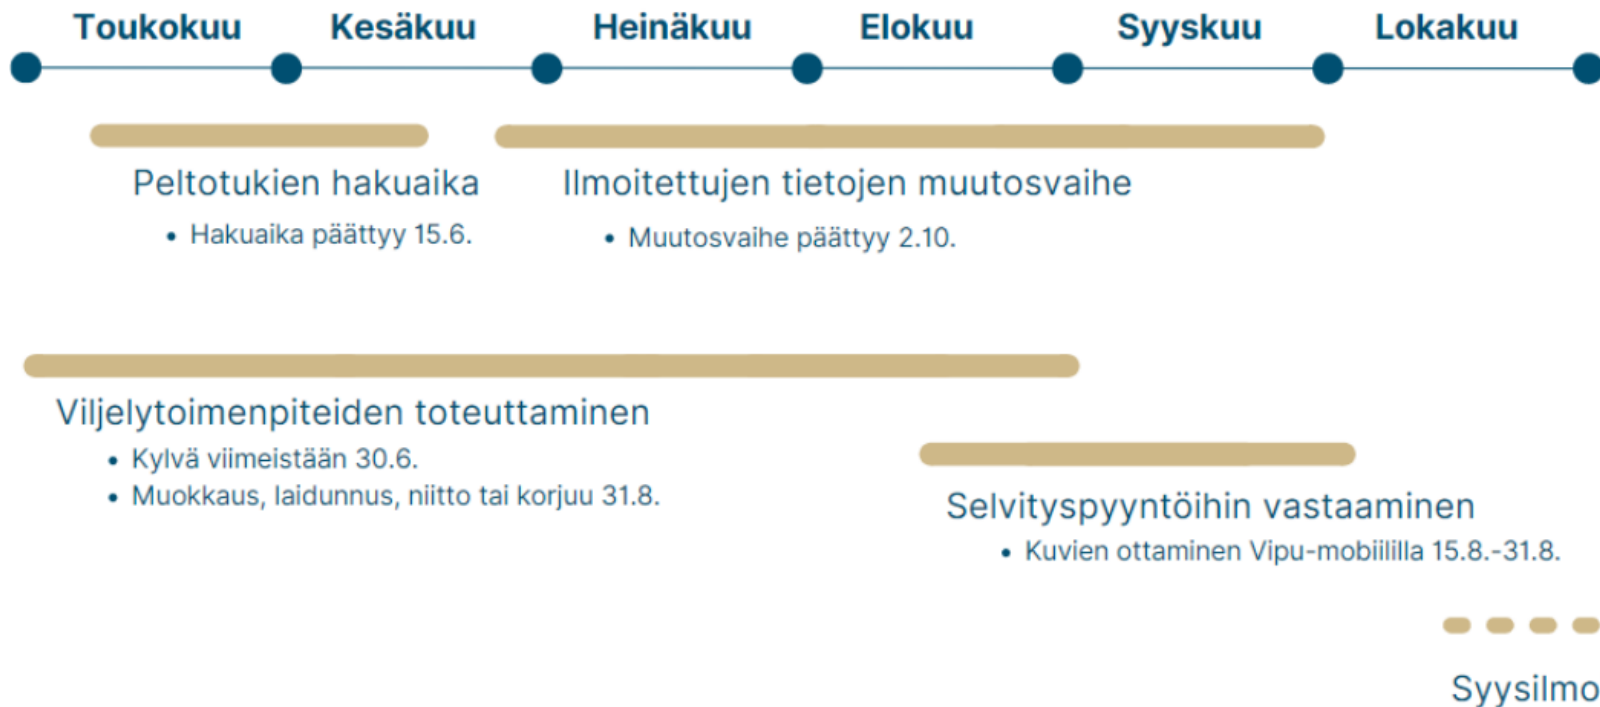 Toukokuu Kesäkuu Heinäkuu Elokuu Syyskuu Lokakuu
Peltotukien hakuaika
• Hakuaika päättyy 15.6.
Ilmoitettujen tietojen muutosvaihe
• Muutosvaihe päättyy 2.10.
Viljelytoimenpiteiden toteuttaminen
• Kylvä viimeistään 30.6.
• Muokkaus, laidunnus, niitto tai korjuu 31.8.
Selvityspyyntöihin vastaaminen
• Kuvien ottaminen Vipu-mobiililla 15.8.-31.8.
Syysilmo